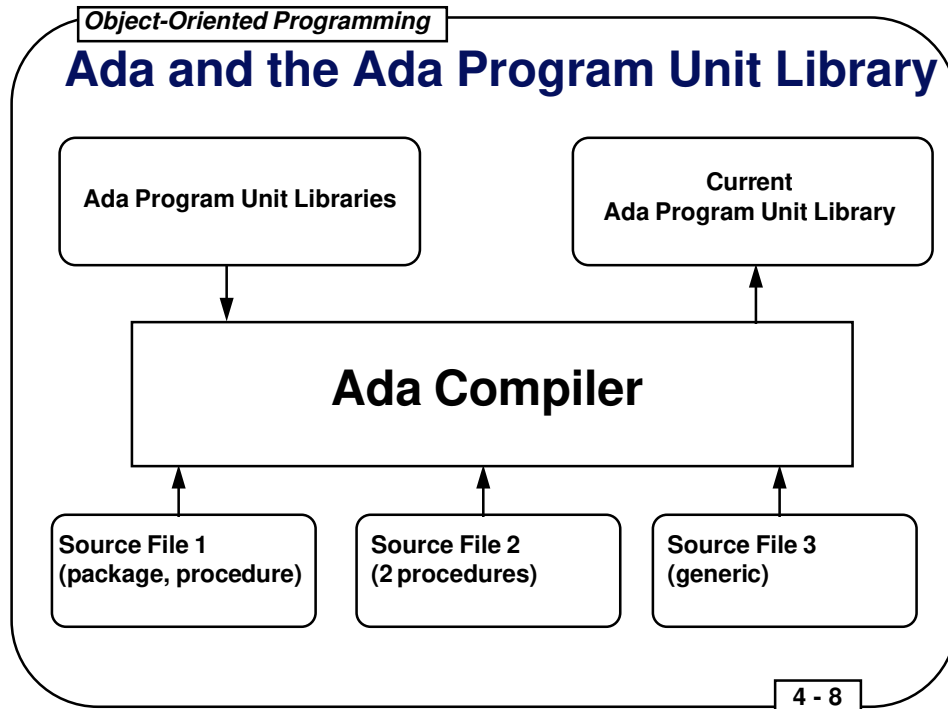 Object-Oriented Programming
Ada and the Ada Program Unit Library
Ada Program Unit Libraries
Current
Ada Program Unit Library
Ada Compiler
Source File 1
(package, procedure)
Source File 2
(2 procedures)
Source File 3
(generic)
4 - 8